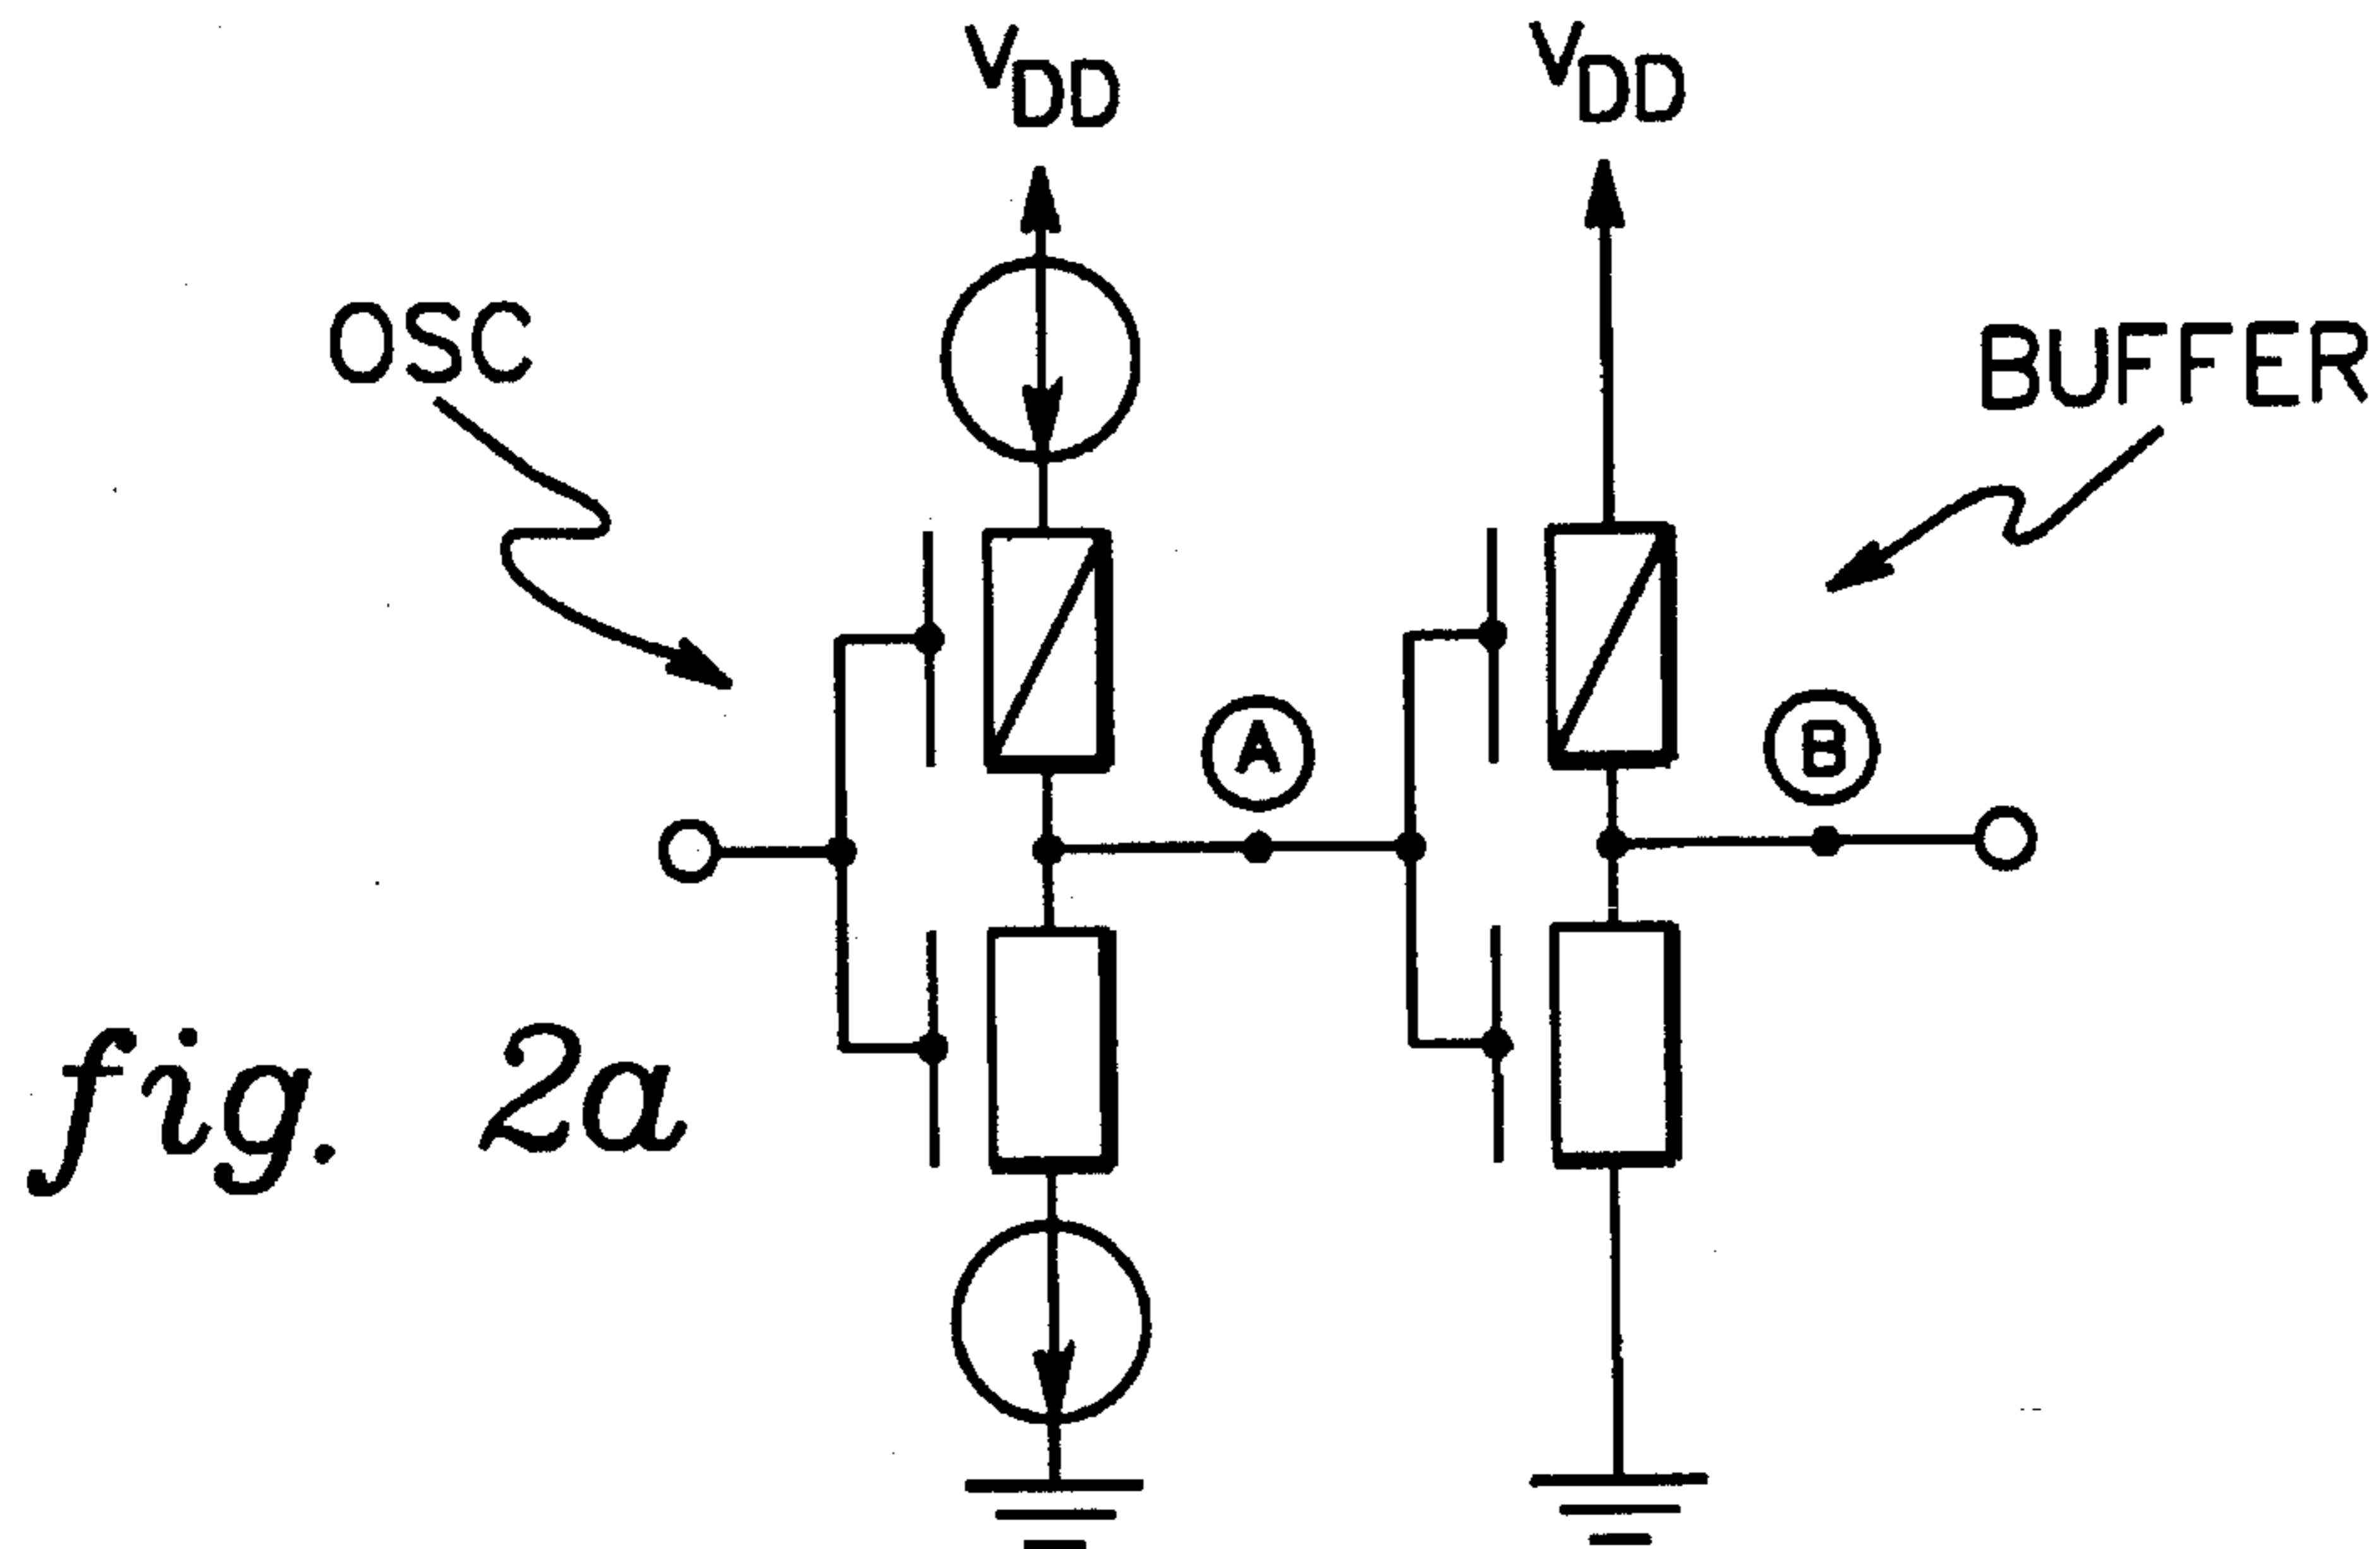 VDD
VDD
OSC
BUFFER
A
B
fig. 2a